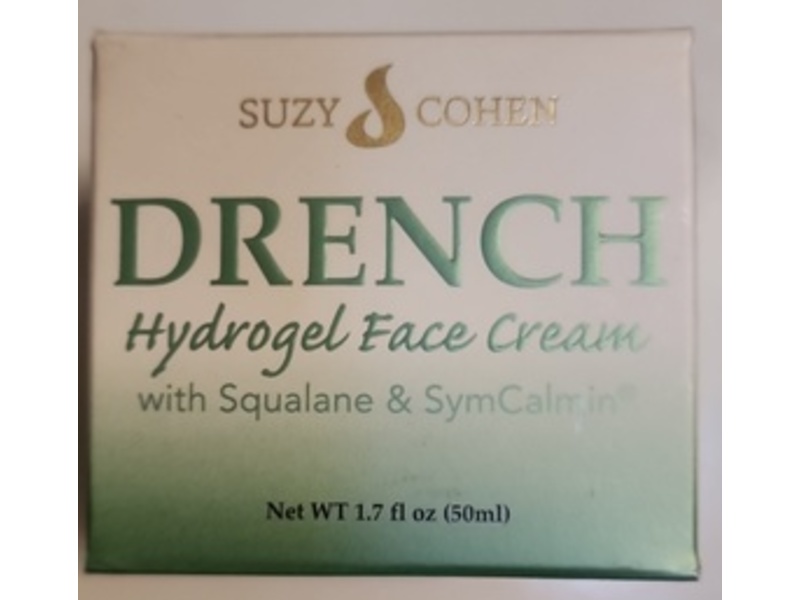 SUZY COHEN
DRENCH
Hydrogel Face Cream
with Squalane & SymCalmin®
Net WT 1.7 fl oz (50ml)